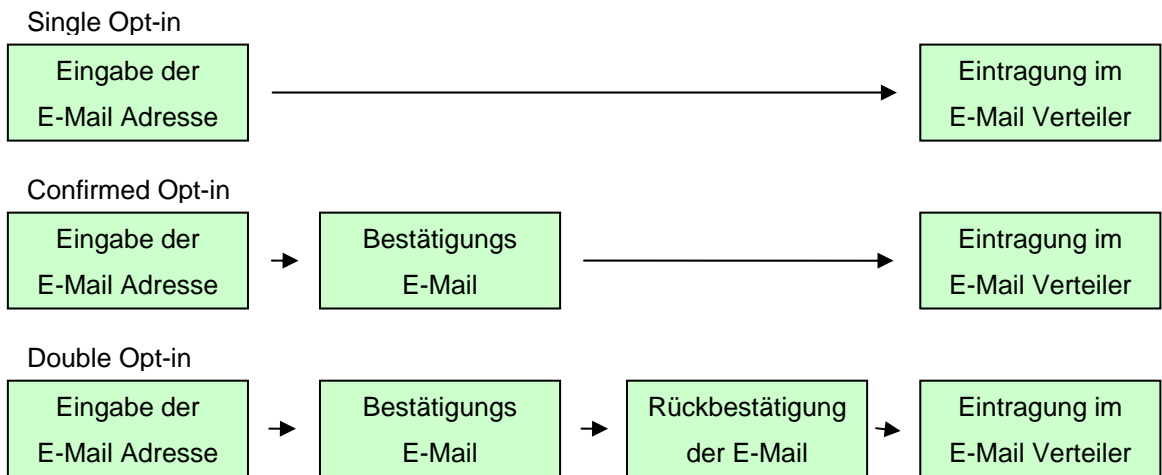 Single Opt-in
Eingabe der
E-Mail Adresse
Eintragung im
E-Mail Verteiler
Confirmed Opt-in
Eingabe der
E-Mail Adresse
Bestätigungs
E-Mail
Eintragung im
E-Mail Verteiler
Double Opt-in
Eingabe der
E-Mail Adresse
Bestätigungs
E-Mail
Rückbestätigung
der E-Mail
Eintragung im
E-Mail Verteiler